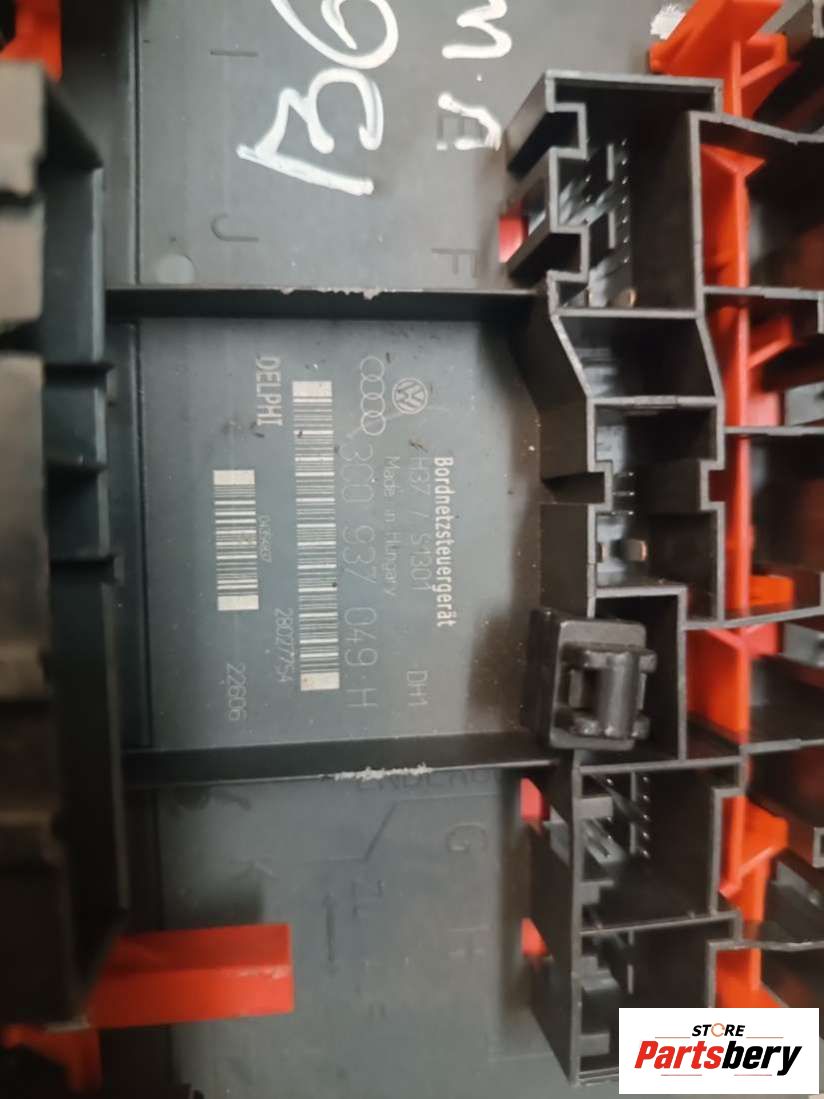 Bordnetzsteuergerät
H37 / S1301 DH1
Made in Hungary
3C0 937 049 H
28027754
DELPHI
22606
E
F
I
J
G
H
K
STORE
Partsbery